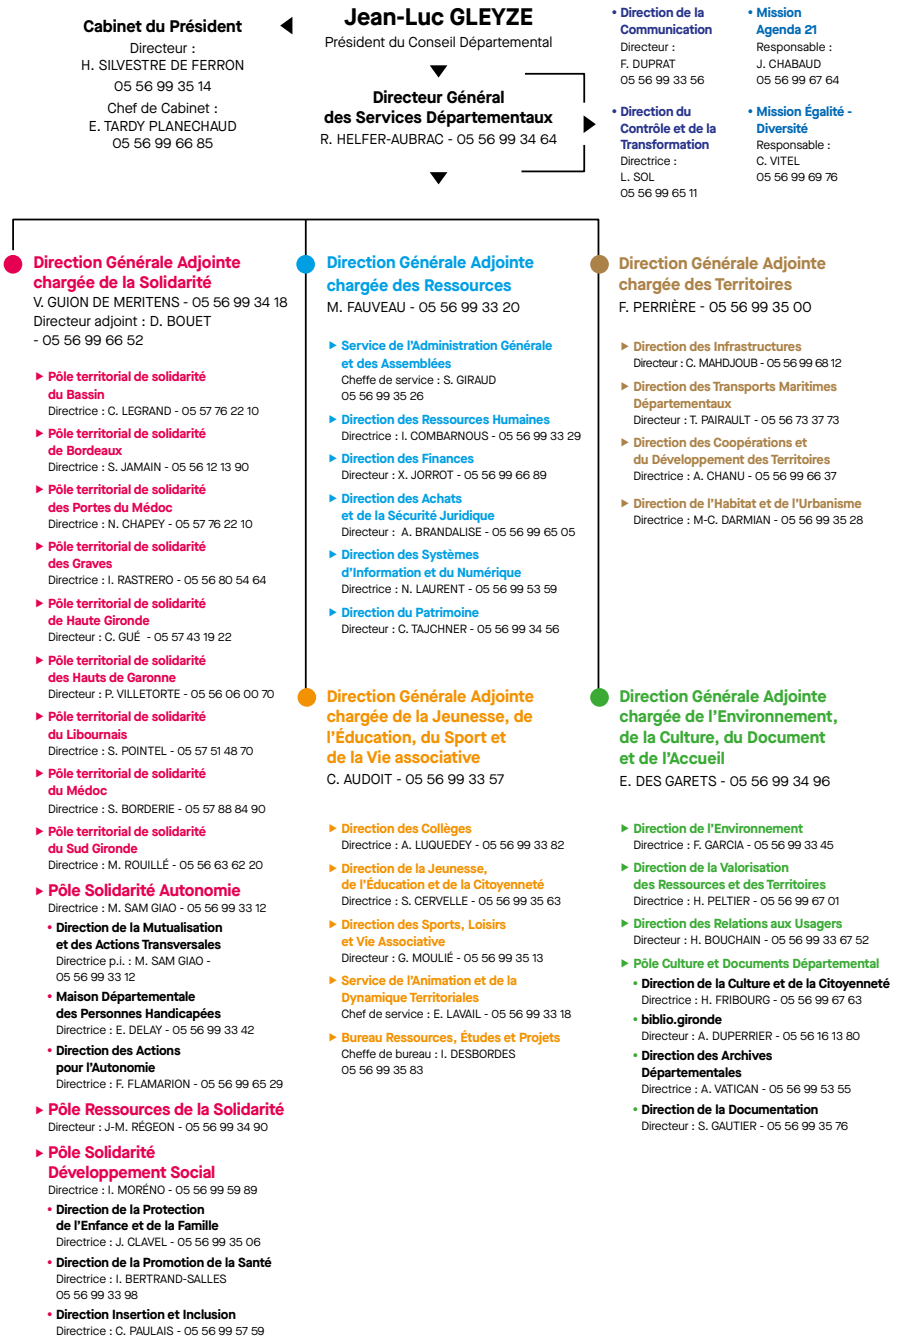 Cabinet du Président
Directeur :
H. SILVESTRE DE FERRON
05 56 99 35 14
Chef de Cabinet :
E. TARDY PLANECHAUD
05 56 99 66 85
Jean-Luc GLEYZE
Président du Conseil Départemental
Directeur Général
des Services Départementaux
R. HELFER-AUBRAC - 05 56 99 34 64
• Direction de la
Communication
Directeur :
F. DUPRAT
05 56 99 33 56
• Mission
Agenda 21
Responsable :
J. CHABAUD
05 56 99 67 64
• Direction du
Contrôle et de la
Transformation
Directrice :
L. SOL
05 56 99 65 11
• Mission Égalité -
Diversité
Responsable :
C. VITEL
05 56 99 69 76
Direction Générale Adjointe
chargée de la Solidarité
V. GUION DE MERITENS - 05 56 99 34 18
Directeur adjoint : D. BOUET
- 05 56 99 66 52
Pôle territorial de solidarité
du Bassin
Directrice : C. LEGRAND - 05 57 76 22 10
Pôle territorial de solidarité
de Bordeaux
Directrice : S. JAMAIN - 05 56 12 13 90
Pôle territorial de solidarité
des Portes du Médoc
Directrice : N. CHAPEY - 05 57 76 22 10
Pôle territorial de solidarité
des Graves
Directrice : I. RASTRERO - 05 56 80 54 64
Pôle territorial de solidarité
de Haute Gironde
Directeur : C. GUÉ - 05 57 43 19 22
Pôle territorial de solidarité
des Hauts de Garonne
Directeur : P. VILLETORTE - 05 56 06 00 70
Pôle territorial de solidarité
du Libournais
Directrice : S. POINTEL - 05 57 51 48 70
Pôle territorial de solidarité
du Médoc
Directrice : S. BORDERIE - 05 57 88 84 90
Pôle territorial de solidarité
du Sud Gironde
Directrice : M. ROUILLÉ - 05 56 63 62 20
Pôle Solidarité Autonomie
Directrice : M. SAM GIAO - 05 56 99 33 12
• Direction de la Mutualisation
et des Actions Transversales
Directrice p.i. : M. SAM GIAO -
05 56 99 33 12
• Maison Départementale
des Personnes Handicapées
Directrice : E. DELAY - 05 56 99 33 42
• Direction des Actions
pour l'Autonomie
Directrice : F. FLAMARION - 05 56 99 65 29
Pôle Ressources de la Solidarité
Directeur : J-M. RÉGEON - 05 56 99 34 90
Pôle Solidarité
Développement Social
Directrice : I. MORÉNO - 05 56 99 59 89
• Direction de la Protection
de l'Enfance et de la Famille
Directrice : J. CLAVEL - 05 56 99 35 06
• Direction de la Promotion de la Santé
Directrice : I. BERTRAND-SALLES
05 56 99 33 98
• Direction Insertion et Inclusion
Directrice : C. PAULAIS - 05 56 99 57 59
Direction Générale Adjointe
chargée des Ressources
M. FAUVEAU - 05 56 99 33 20
Service de l'Administration Générale
et des Assemblées
Cheffe de service : S. GIRAUD
05 56 99 35 26
Direction des Ressources Humaines
Directrice : I. COMBARNOUS - 05 56 99 33 29
Direction des Finances
Directeur : X. JORROT - 05 56 99 66 89
Direction des Achats
et de la Sécurité Juridique
Directeur : A. BRANDALISE - 05 56 99 65 05
Direction des Systèmes
d'Information et du Numérique
Directrice : N. LAURENT - 05 56 99 53 59
Direction du Patrimoine
Directeur : C. TAJCHNER - 05 56 99 34 56
Direction Générale Adjointe
chargée des Territoires
F. PERRIÈRE - 05 56 99 35 00
Direction des Infrastructures
Directeur : C. MAHDJOUB - 05 56 99 68 12
Direction des Transports Maritimes
Départementaux
Directeur : T. PAIRAULT - 05 56 73 37 73
Direction des Coopérations et
du Développement des Territoires
Directrice : A. CHANU - 05 56 99 66 37
Direction de l'Habitat et de l'Urbanisme
Directrice : M-C. DARMIAN - 05 56 99 35 28
Direction Générale Adjointe
chargée de la Jeunesse, de
l'Éducation, du Sport et
de la Vie associative
C. AUDOIT - 05 56 99 33 57
Direction des Collèges
Directrice : A. LUQUEDEY - 05 56 99 33 82
Direction de la Jeunesse,
de l'Éducation et de la Citoyenneté
Directrice : S. CERVELLE - 05 56 99 35 63
Direction des Sports, Loisirs
et Vie Associative
Directeur : G. MOULIÉ - 05 56 99 35 13
Service de l'Animation et de la
Dynamique Territoriales
Chef de service : E. LAVAIL - 05 56 99 33 18
Bureau Ressources, Études et Projets
Cheffe de bureau : I. DESBORDES
05 56 99 35 83
Direction Générale Adjointe
chargée de l'Environnement,
de la Culture, du Document
et de l'Accueil
E. DES GARETS - 05 56 99 34 96
Direction de l'Environnement
Directrice : F. GARCIA - 05 56 99 33 45
Direction de la Valorisation
des Ressources et des Territoires
Directrice : H. PELTIER - 05 56 99 67 01
Direction des Relations aux Usagers
Directeur : H. BOUCHAIN - 05 56 99 33 67 52
Pôle Culture et Documents Départemental
• Direction de la Culture et de la Citoyenneté
Directrice : H. FRIBOURG - 05 56 99 67 63
• biblio.gironde
Directeur : A. DUPERRIER - 05 56 16 13 80
• Direction des Archives
Départementales
Directrice : A. VATICAN - 05 56 99 53 55
• Direction de la Documentation
Directeur : S. GAUTIER - 05 56 99 35 76